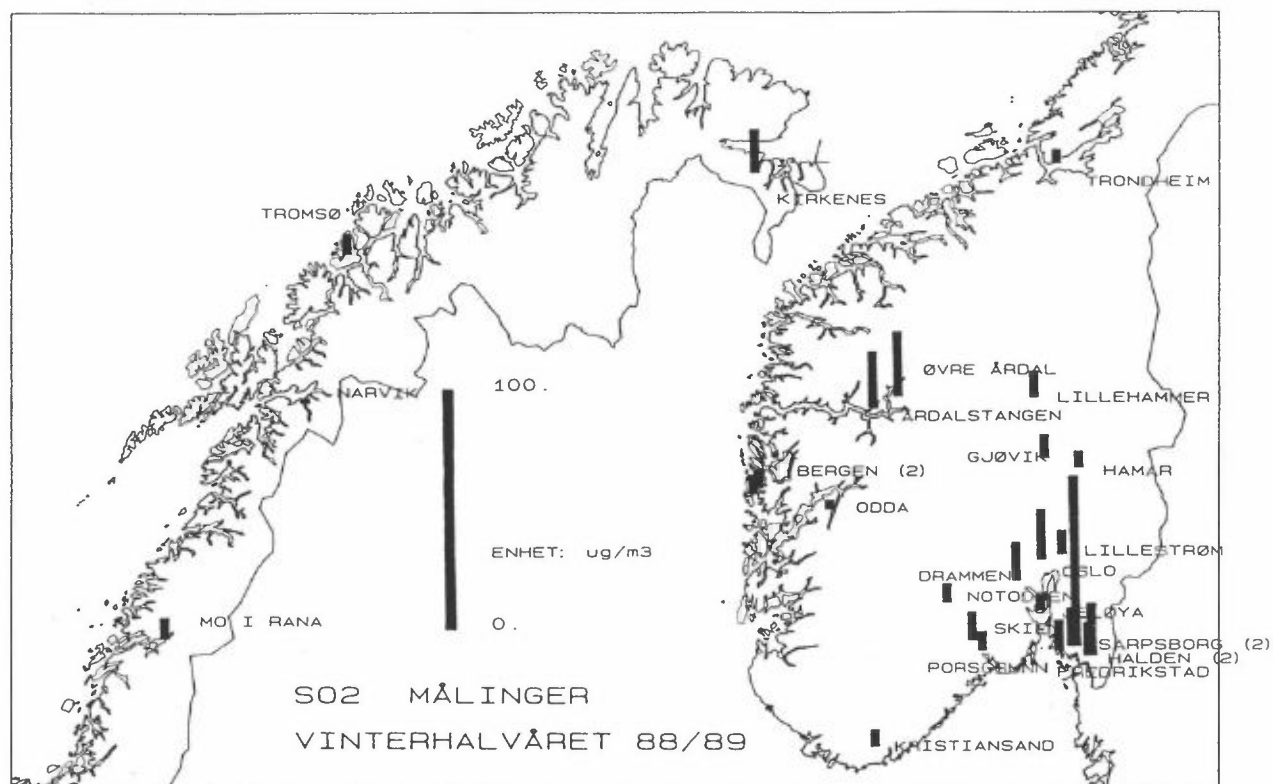 TRONDHEIM
KIRKENES
TROMSØ
ØVRE ÅRDAL
100.
NARVIK
LILLEHAMMER
ÅRDALSTANGEN
GJØVIK
HAMAR
BERGEN (2)
ODDA
ENHET: ug/m3
LILLESTRØM
DRAMMEN
OSLO
NOTODDEN
JELØYA
MO I RANA
0.
SKIEN
SARPSBORG (2)
HALDEN (2)
PORSGRUNN
FREDRIKSTAD
SO2 MÅLINGER
VINTERHALVÅRET 88/89
KRISTIANSAND